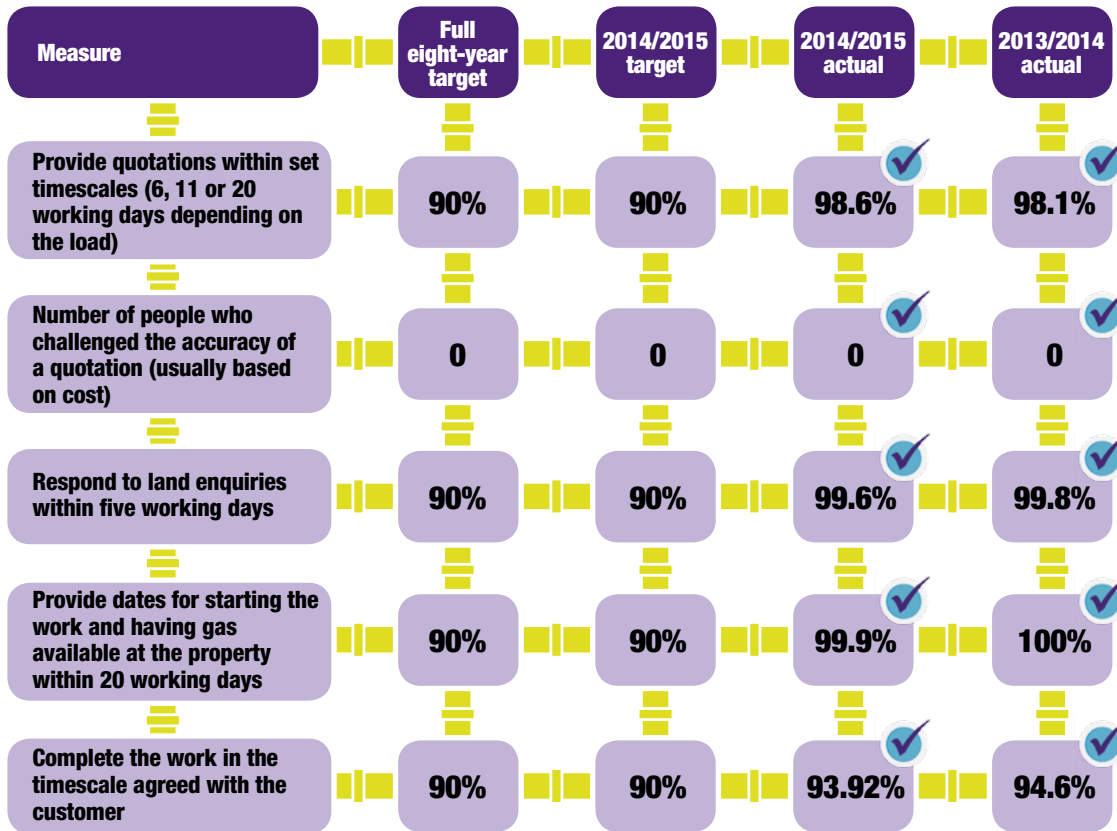 Measure
Full
eight-year
target
2014/2015
target
2014/2015
actual
2013/2014
actual
Provide quotations within set
timescales (6, 11 or 20
working days depending on
the load)
90%
90%
98.6%
98.1%
Number of people who
challenged the accuracy of
a quotation (usually based
on cost)
0
0
0
0
Respond to land enquiries
within five working days
90%
90%
99.6%
99.8%
Provide dates for starting the
work and having gas
available at the property
within 20 working days
90%
90%
99.9%
100%
Complete the work in the
timescale agreed with the
customer
90%
90%
93.92%
94.6%